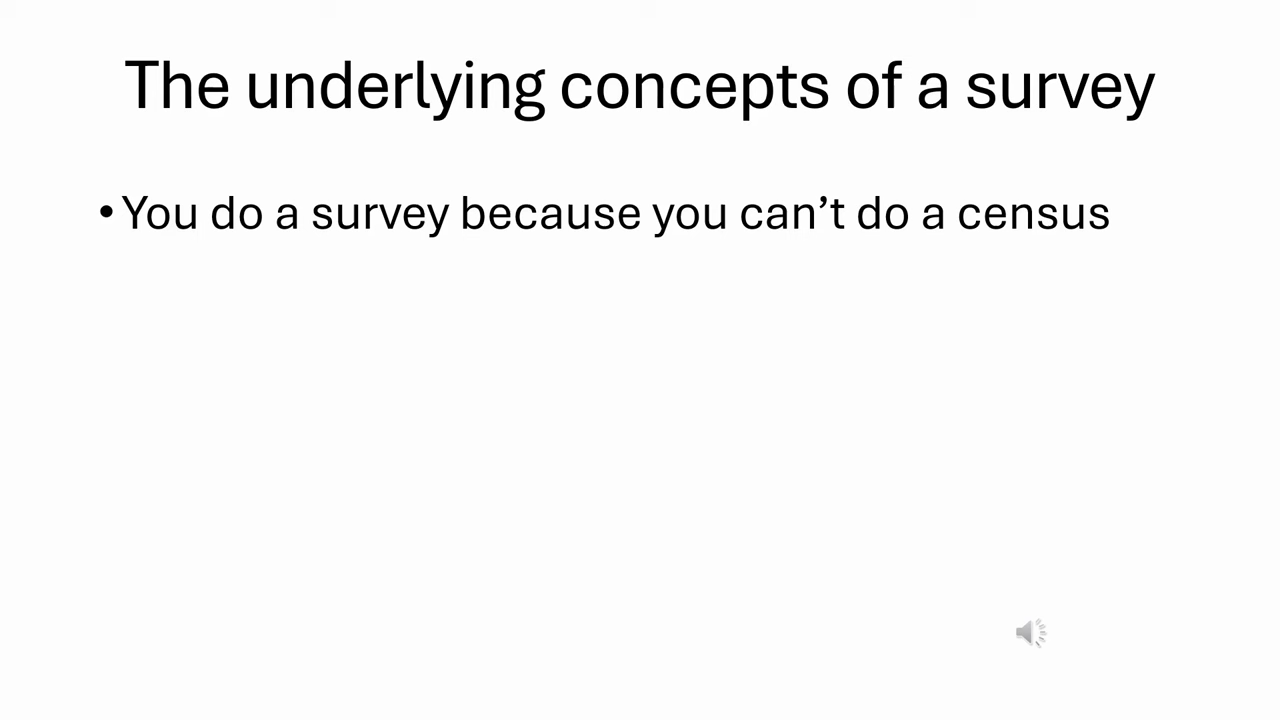 The underlying concepts of a survey
• You do a survey because you can’t do a census